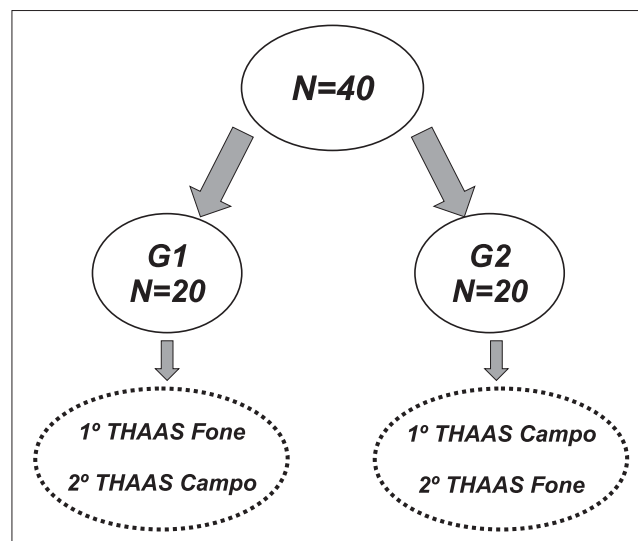 N=40
G1
N=20
G2
N=20
1º THAAS Fone
2º THAAS Campo
1º THAAS Campo
2º THAAS Fone